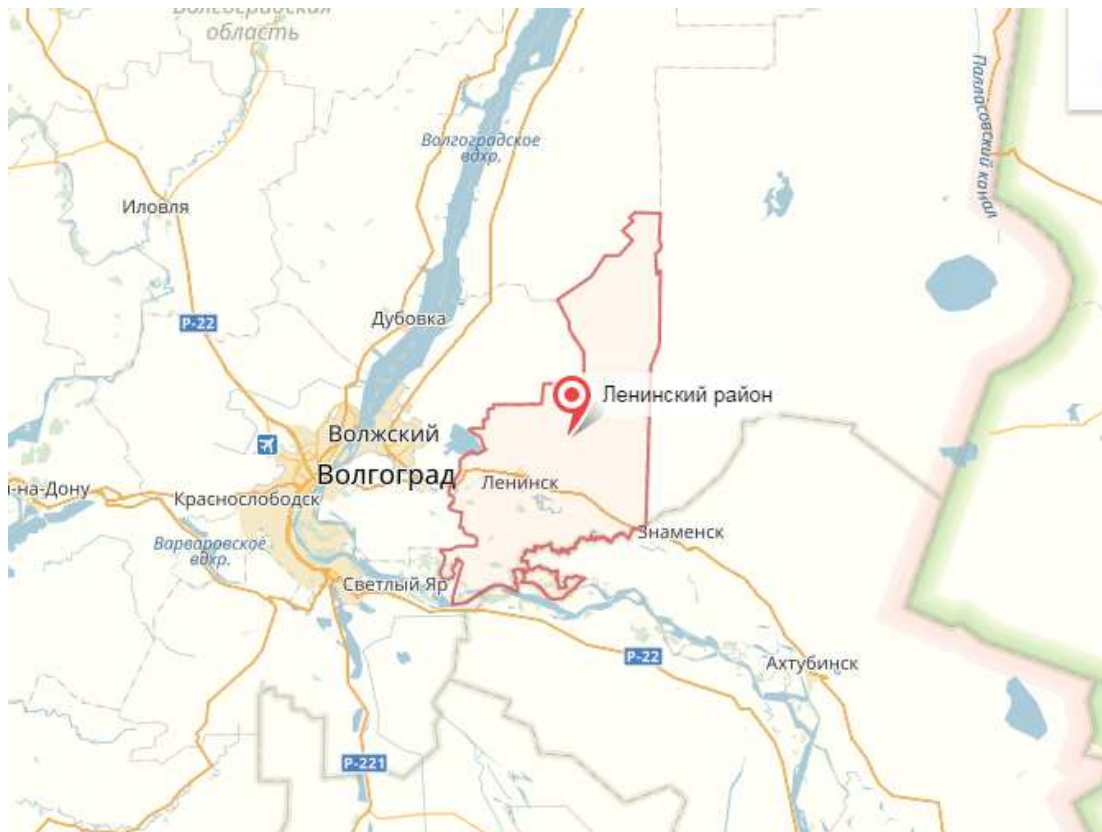 Волгоградская
область
Волгоградское
вдхр.
Палласовский канал
Иловля
Р-22
Дубовка
Ленинский район
Волжский
Волгоград
Ленинск
н-на-Дону
Краснослободск
Варваровское
вдхр.
Знаменск
Светлый Яр
Р-22
Ахтубинск
Р-221